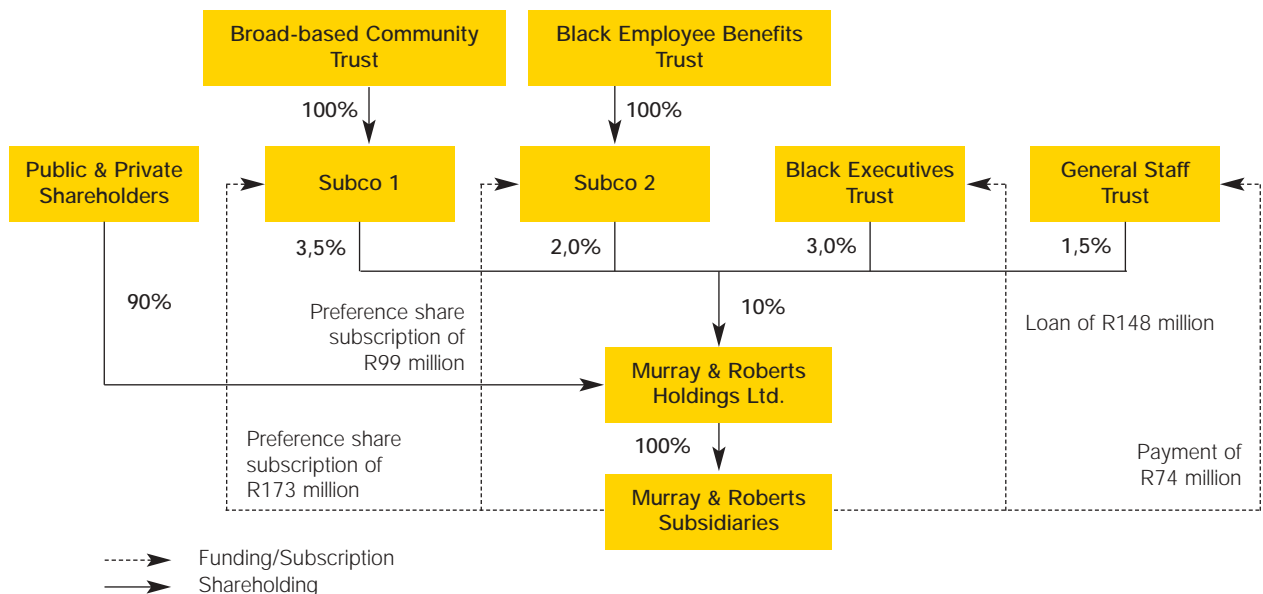 Broad-based Community
Trust
Black Employee Benefits
Trust
100%
100%
Public & Private
Shareholders
Subco 1
Subco 2
Black Executives
Trust
General Staff
Trust
3,5%
2,0%
3,0%
1,5%
90%
Preference share
subscription of
R99 million
10%
Loan of R148 million
Murray & Roberts
Holdings Ltd.
Preference share
subscription of
R173 million
100%
Payment of
R74 million
Murray & Roberts
Subsidiaries
Funding/Subscription
Shareholding